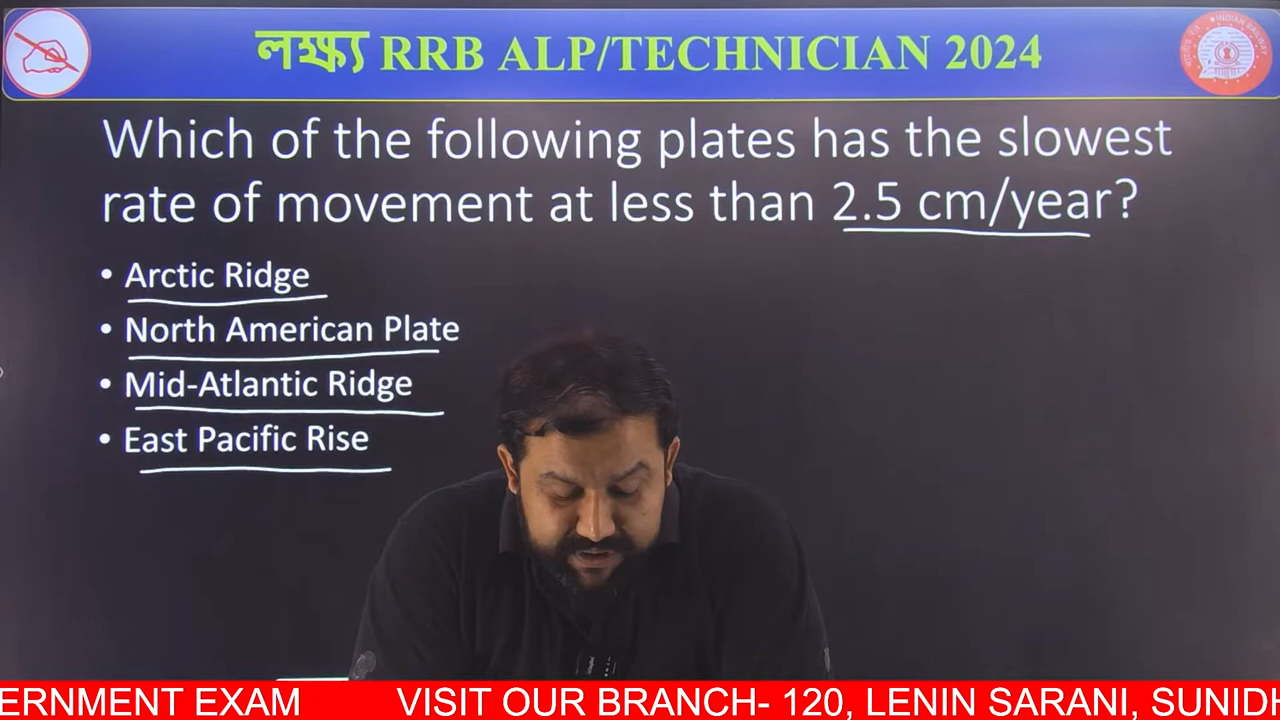 লক্ষ্য RRB ALP/TECHNICIAN 2024
Which of the following plates has the slowest
rate of movement at less than 2.5 cm/year?
• Arctic Ridge
• North American Plate
• Mid-Atlantic Ridge
• East Pacific Rise
ERNMENT EXAM VISIT OUR BRANCH- 120, LENIN SARANI, SUNIDH